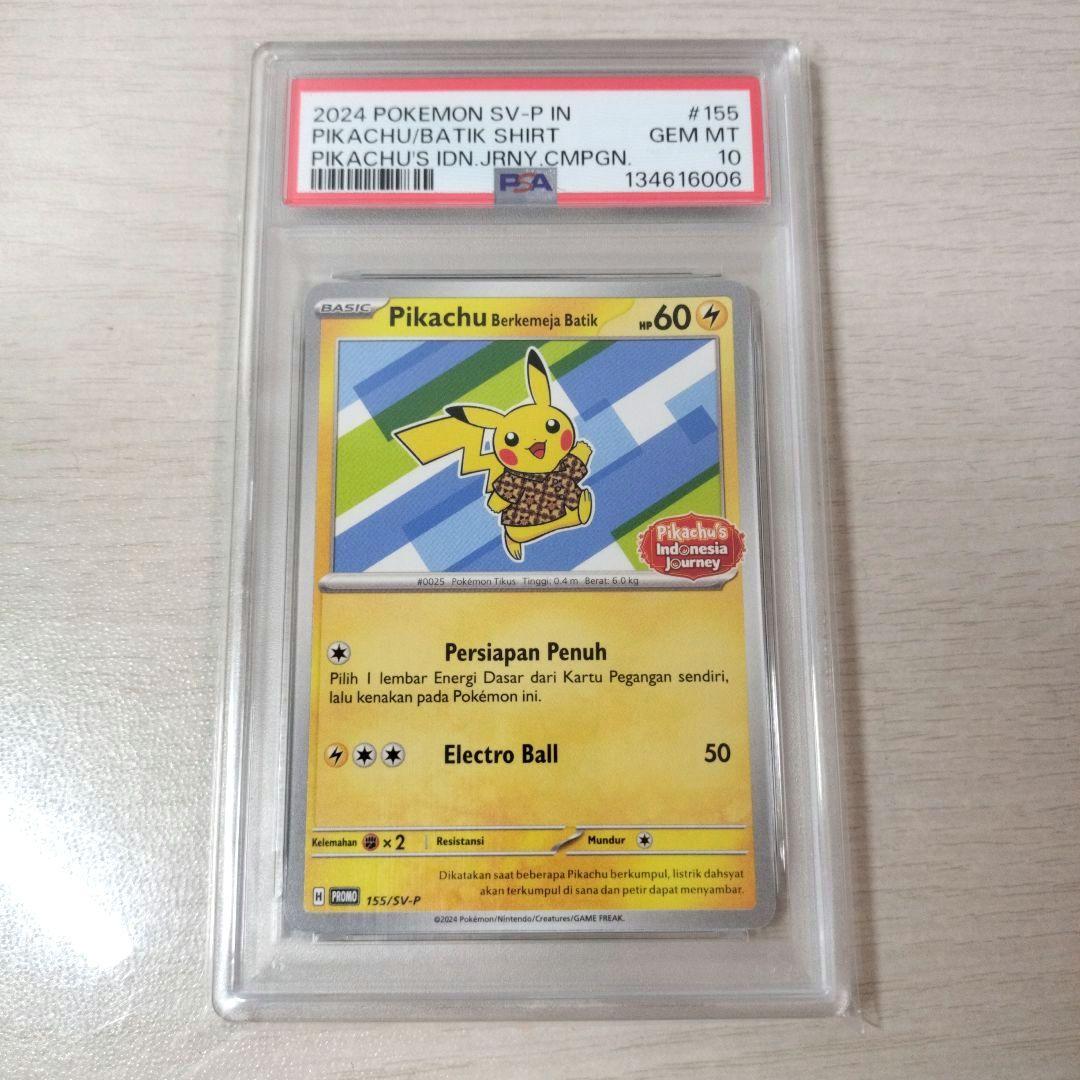 2024 POKEMON SV-P IN #155
PIKACHU/BATIK SHIRT GEM MT
PIKACHU'S IDN.JRNY.CMPGN. 10
PSA 134616006
BASIC Pikachu Berkemeja Batik HP 60
Pikachu's
Indonesia
Journey
#0025 Pokémon Tikus Tinggi: 0.4 m Berat: 6.0 kg
Persiapan Penuh
Pilih 1 lembar Energi Dasar dari Kartu Pegangan sendiri,
lalu kenakan pada Pokémon ini.
Electro Ball 50
Kelemahan ×2 Resistansi Mundur
Dikatakan saat beberapa Pikachu berkumpul, listrik dahsyat
akan terkumpul di sana dan petir dapat menyambar.
H PROMO 155/SV-P
©2024 Pokémon/Nintendo/Creatures/GAME FREAK.